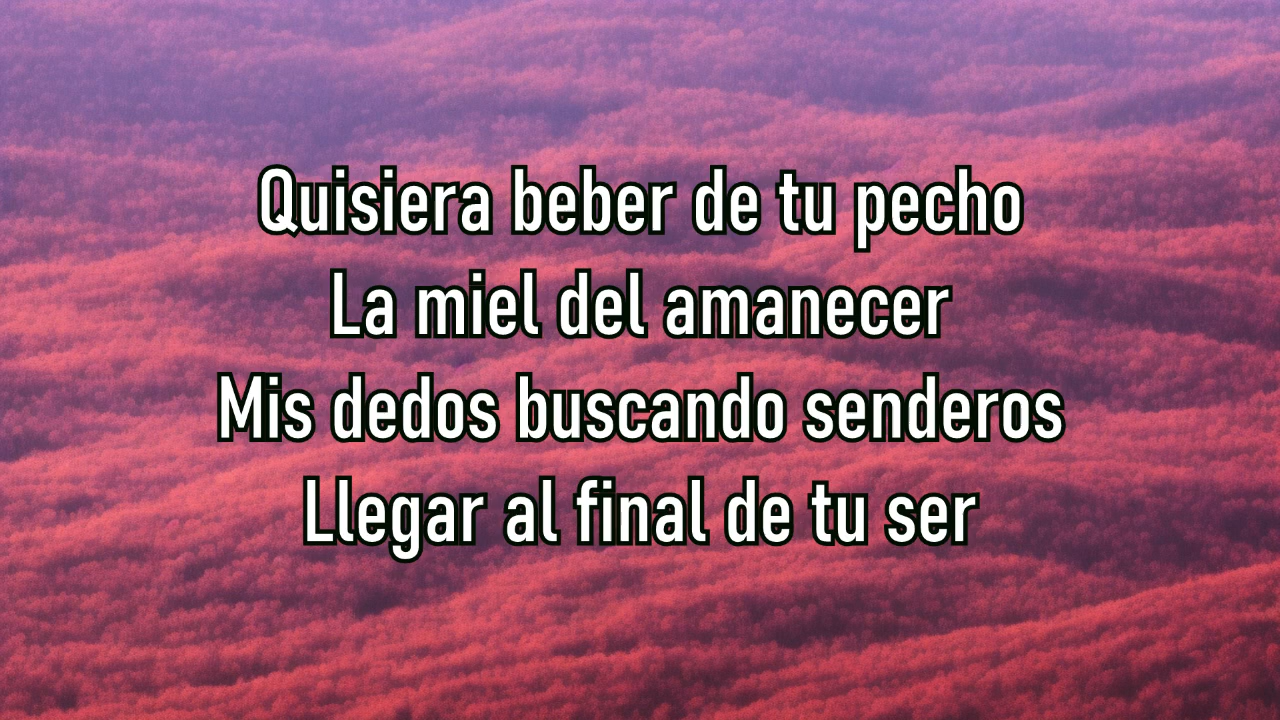 Quisiera beber de tu pecho
La miel del amanecer
Mis dedos buscando senderos
Llegar al final de tu ser